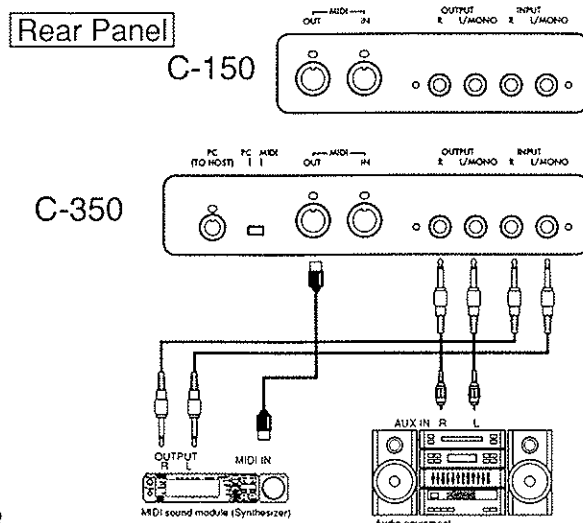 Rear Panel
C-150
MIDI
OUT IN
OUTPUT INPUT
R L/MONO R L/MONO
C-350
PC
(TO HOST)
PC MIDI
MIDI
OUT IN
OUTPUT INPUT
R L/MONO R L/MONO
OUTPUT
R L
MIDI IN
MIDI sound module (Synthesizer)
AUX IN R L
Audio